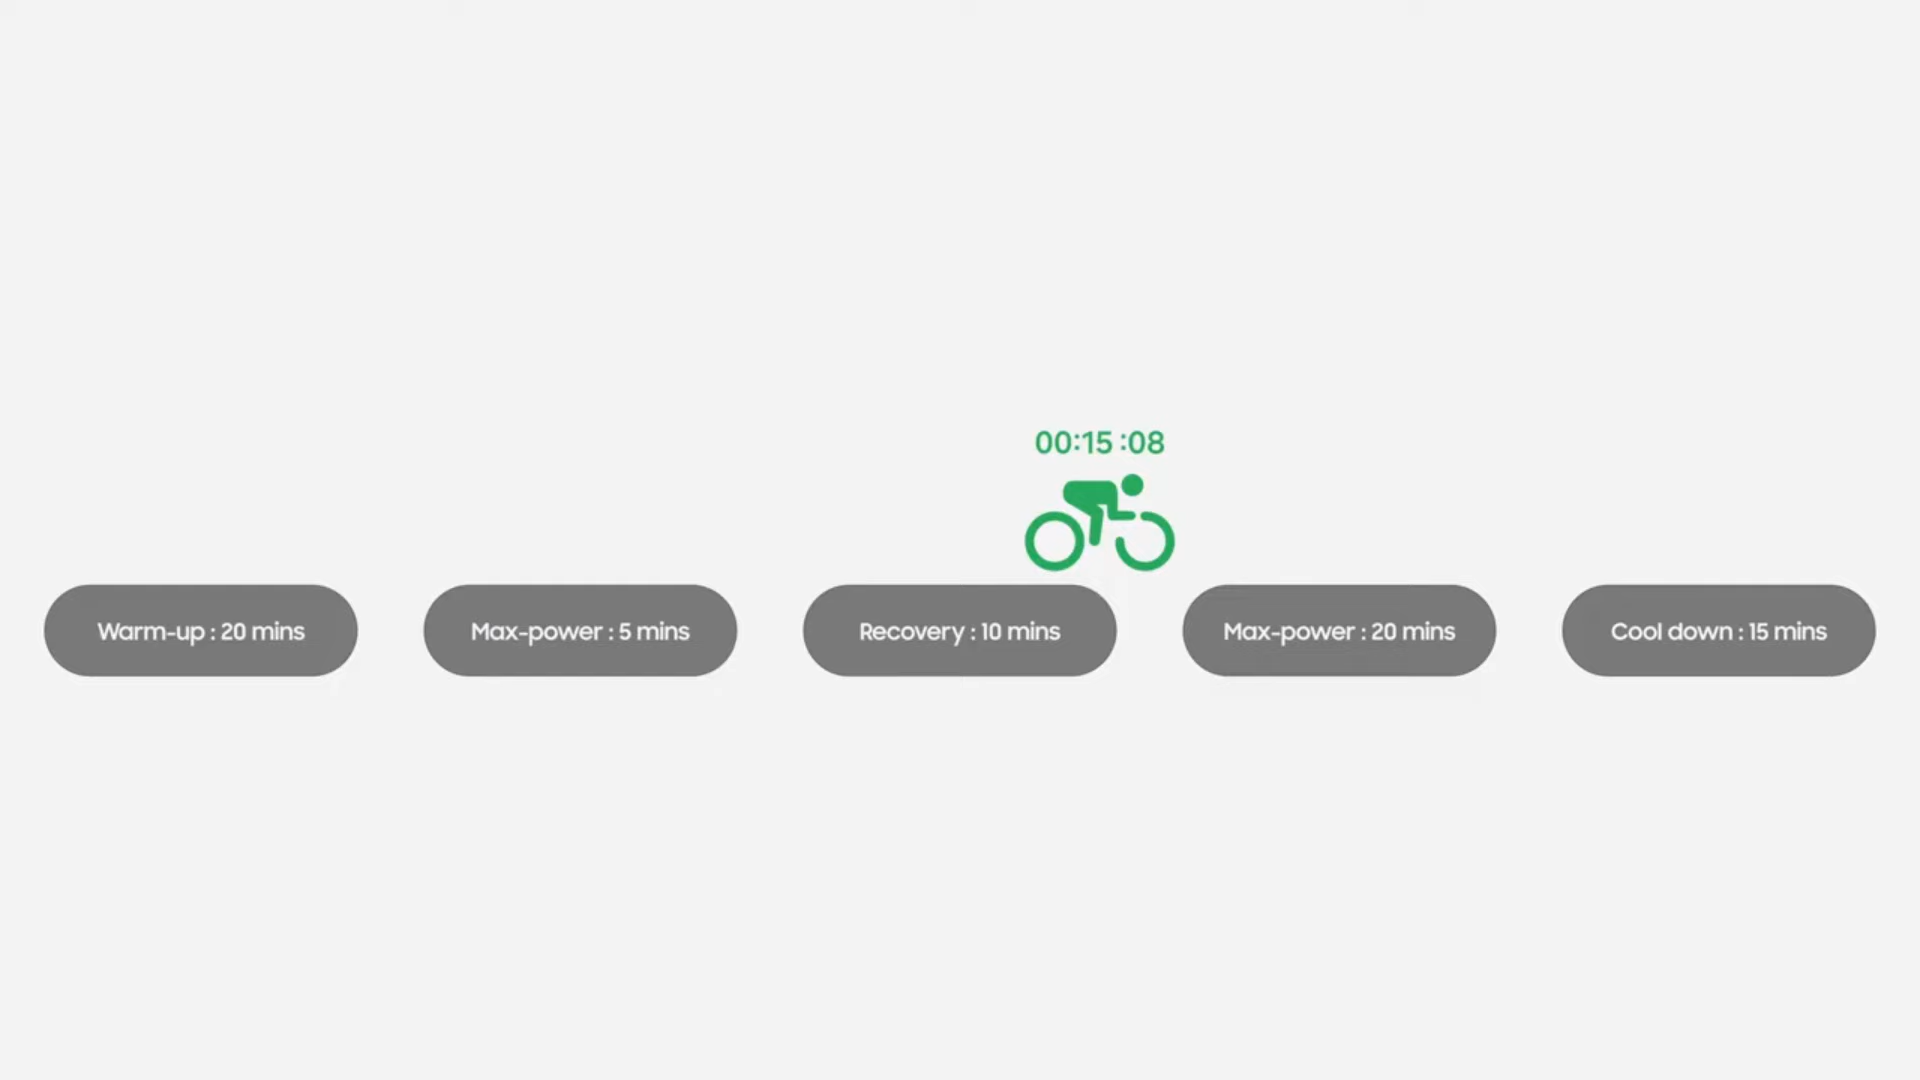 00:15 :08
Warm-up : 20 mins
Max-power : 5 mins
Recovery : 10 mins
Max-power : 20 mins
Cool down : 15 mins